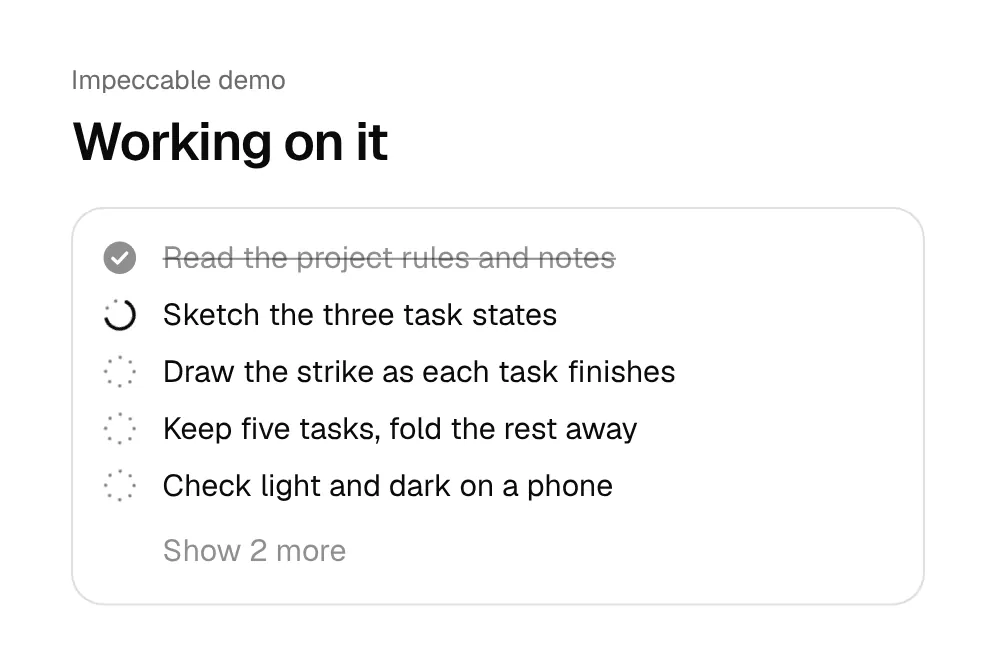 Impeccable demo
Working on it
Read the project rules and notes
Sketch the three task states
Draw the strike as each task finishes
Keep five tasks, fold the rest away
Check light and dark on a phone
Show 2 more